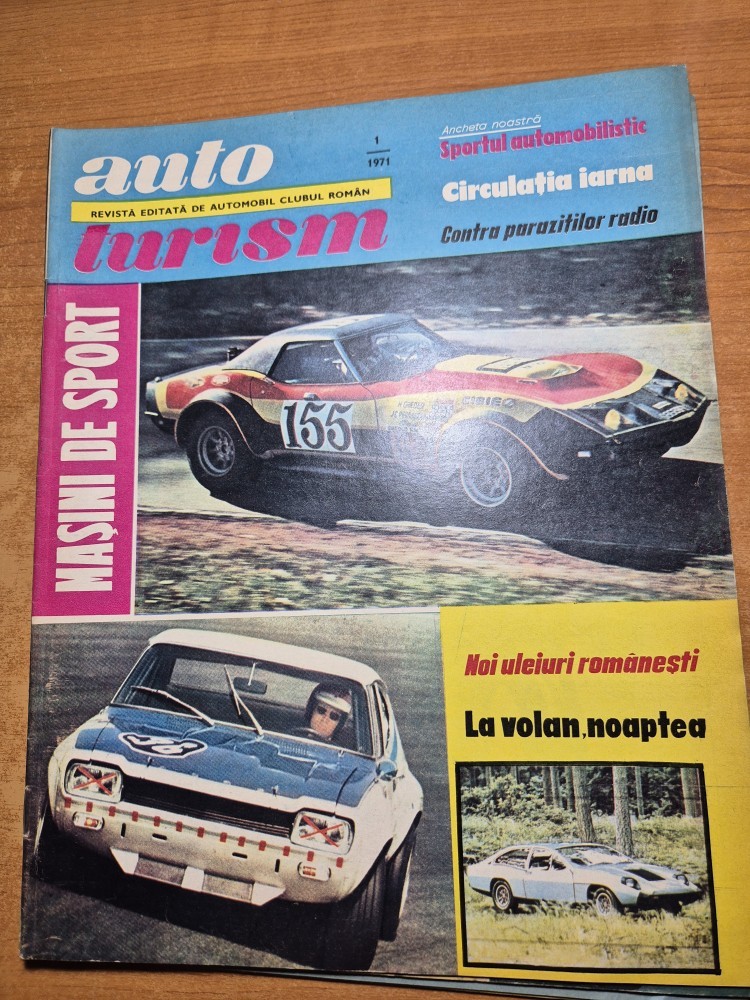 auto
1
1971
REVISTĂ EDITATĂ DE AUTOMOBIL CLUBUL ROMÂN
turism
Ancheta noastră
Sportul automobilistic
Circulația iarna
Contra paraziților radio
MAȘINI DE SPORT
155
CIBIE
Noi uleiuri românești
La volan, noaptea